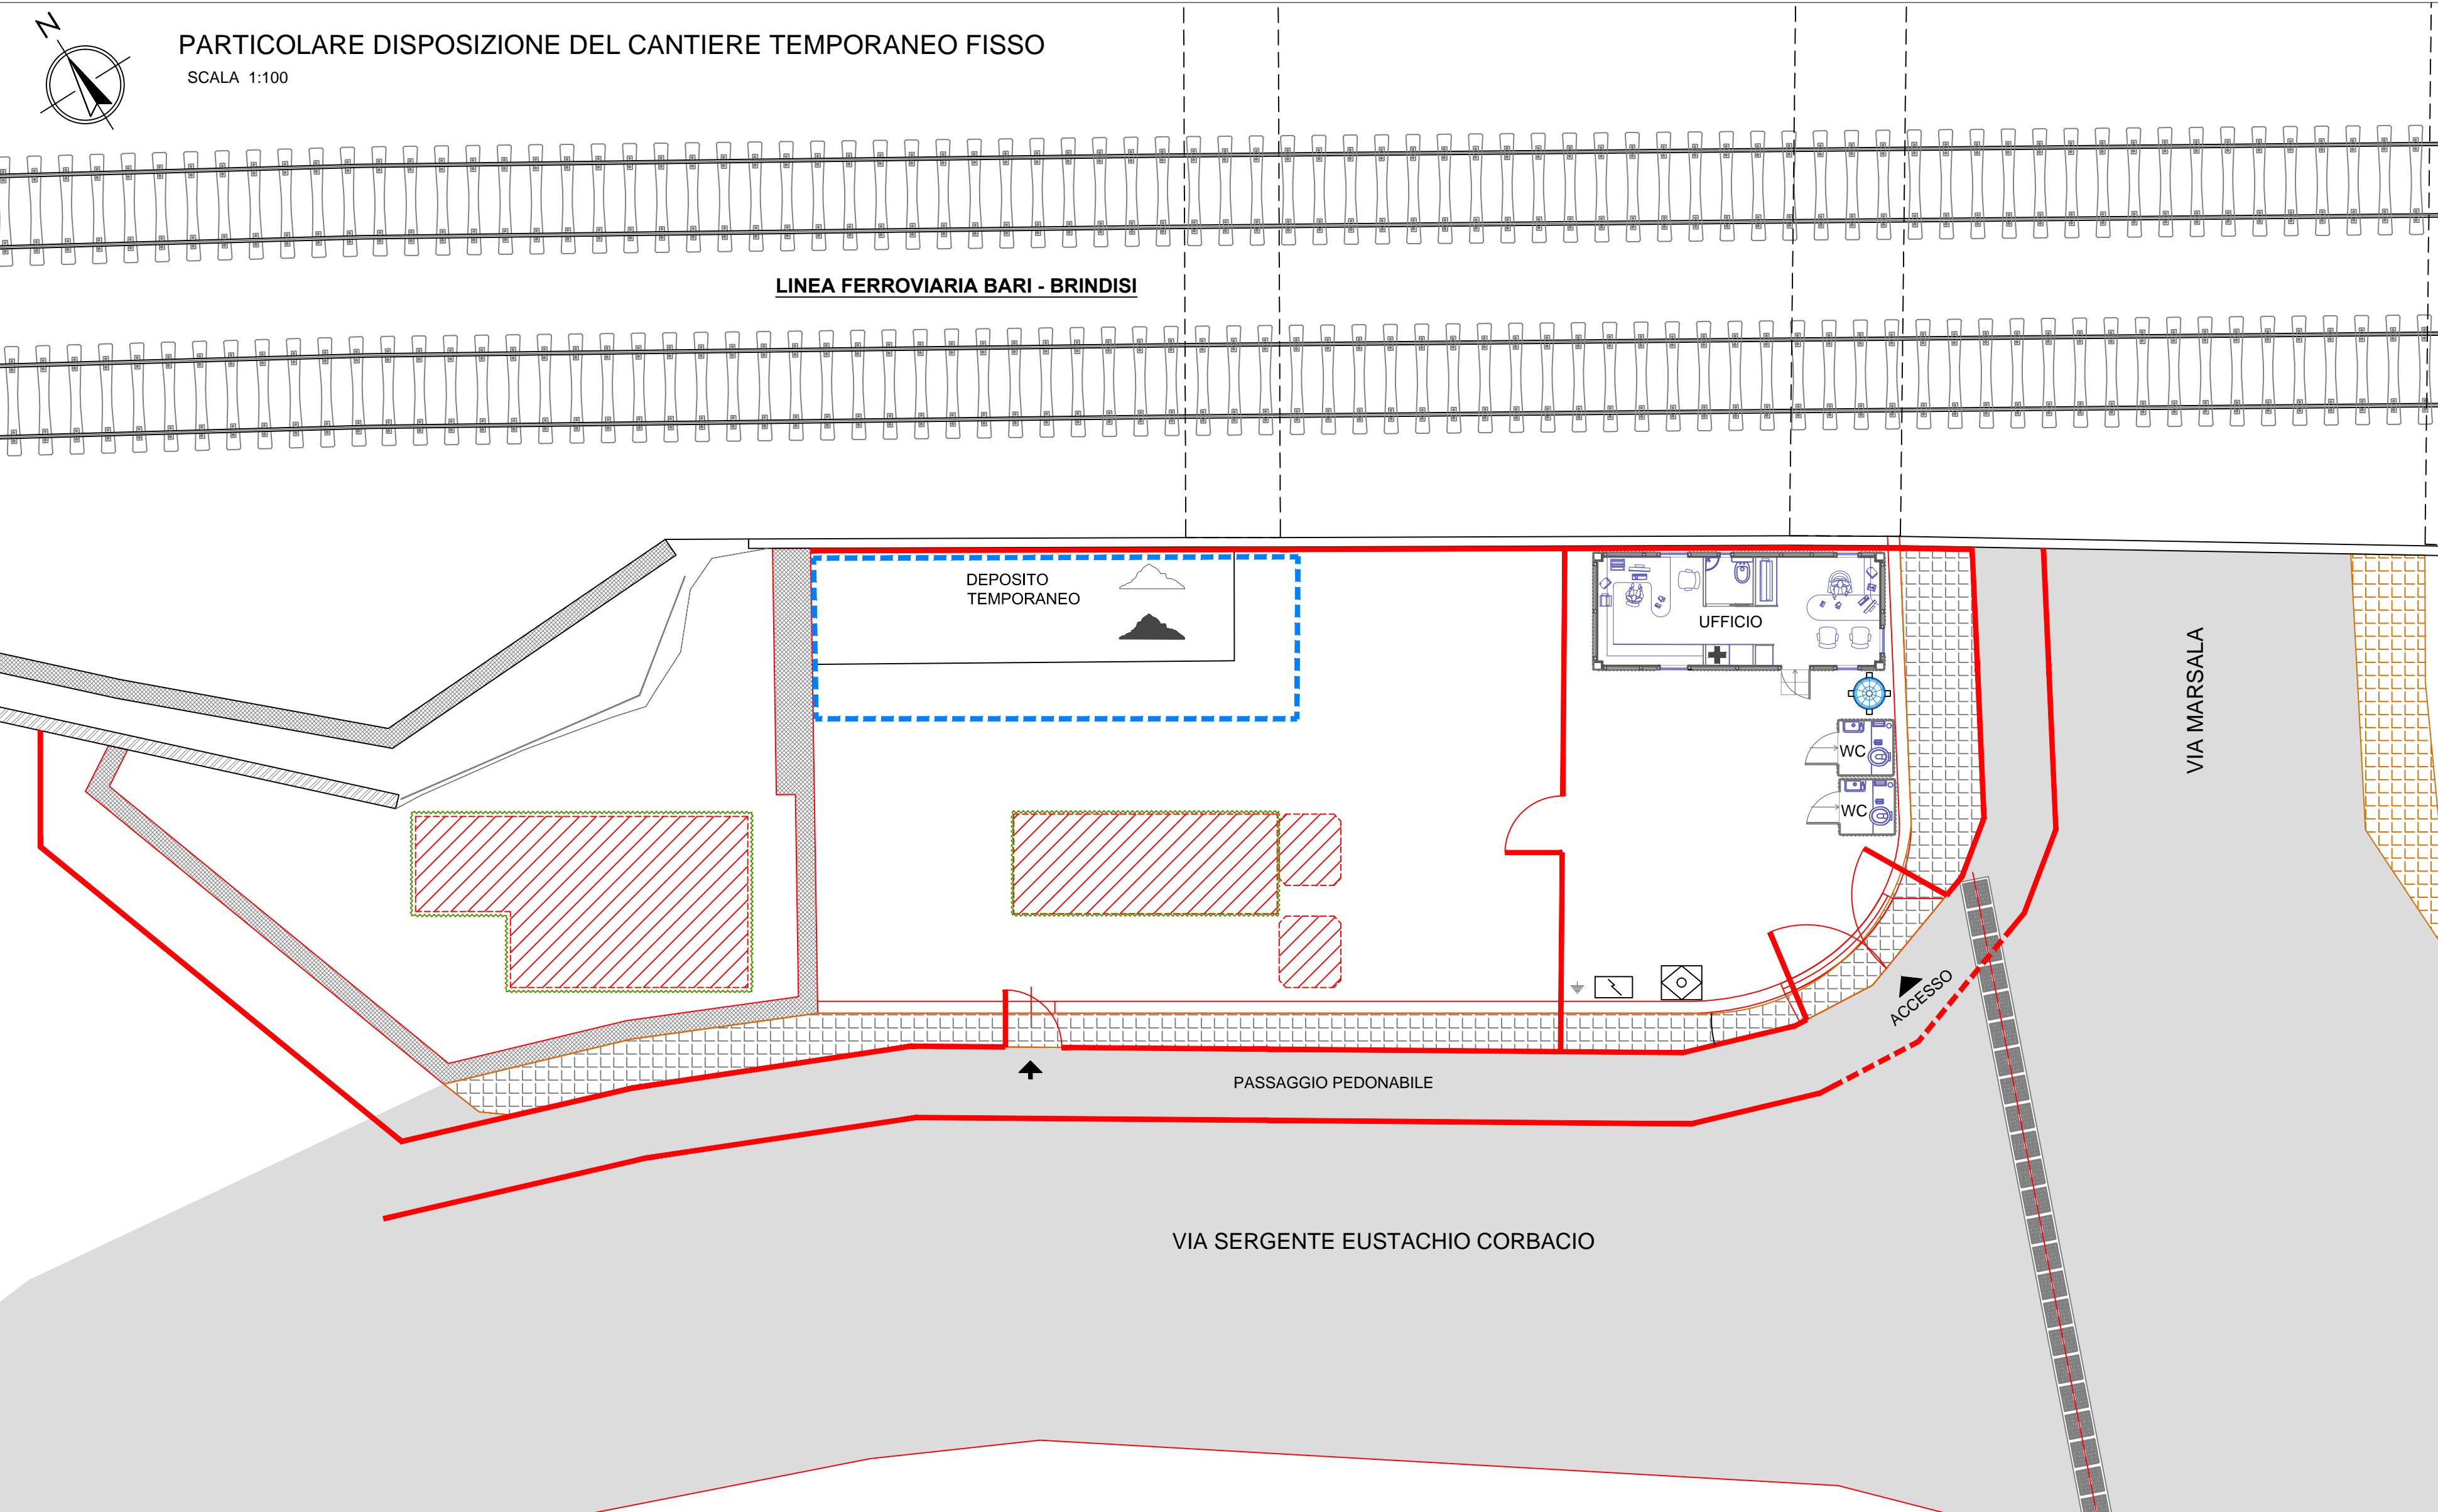 N
PARTICOLARE DISPOSIZIONE DEL CANTIERE TEMPORANEO FISSO
SCALA 1:100
LINEA FERROVIARIA BARI - BRINDISI
DEPOSITO
TEMPORANEO
UFFICIO
VIA MARSALA
WC
WC
ACCESSO
PASSAGGIO PEDONABILE
VIA SERGENTE EUSTACHIO CORBACIO